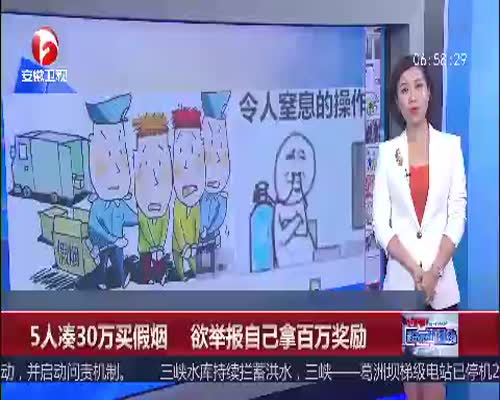 安徽卫视
06:58:29
令人窒息的操作
假烟
5人凑30万买假烟 欲举报自己拿百万奖励
动，并启动问责机制。 三峡水库持续拦蓄洪水，三峡——葛洲坝梯级电站已停机2